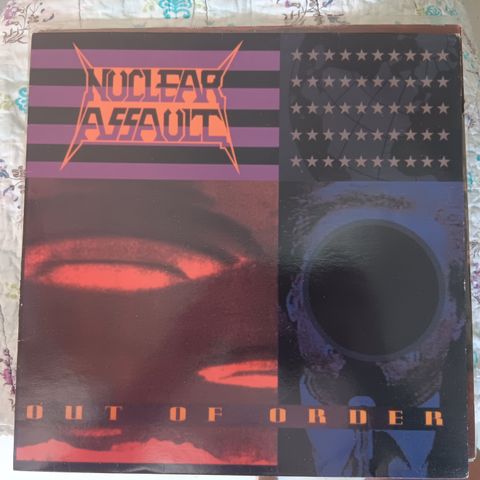 NUCLEAR
ASSAULT
OUT OF ORDER